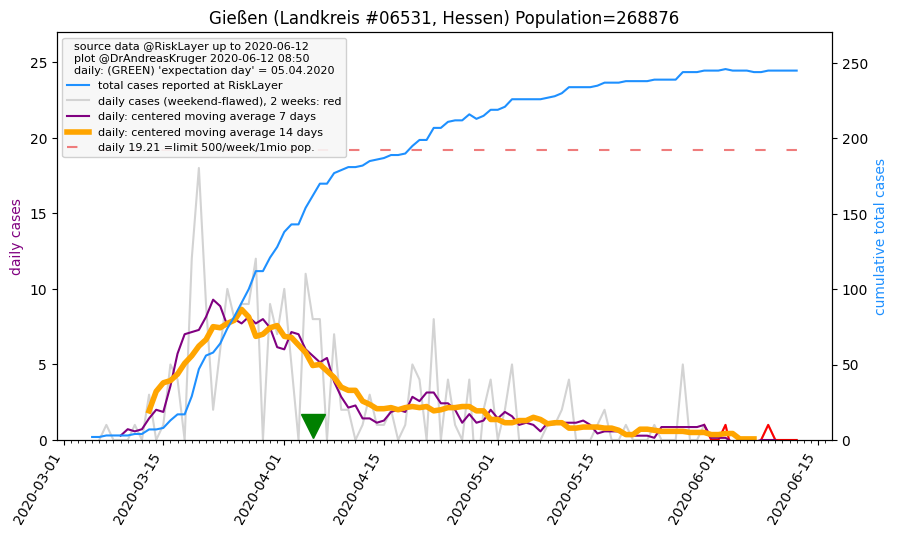 Gießen (Landkreis #06531, Hessen) Population=268876
source data @RiskLayer up to 2020-06-12
plot @DrAndreasKruger 2020-06-12 08:50
daily: (GREEN) 'expectation day' = 05.04.2020
total cases reported at RiskLayer
daily cases (weekend-flawed), 2 weeks: red
daily: centered moving average 7 days
daily: centered moving average 14 days
daily 19.21 =limit 500/week/1mio pop.
daily cases
25
20
15
10
5
0
250
200
150
100
50
0
cumulative total cases
2020-03-01
2020-03-15
2020-04-01
2020-04-15
2020-05-01
2020-05-15
2020-06-01
2020-06-15